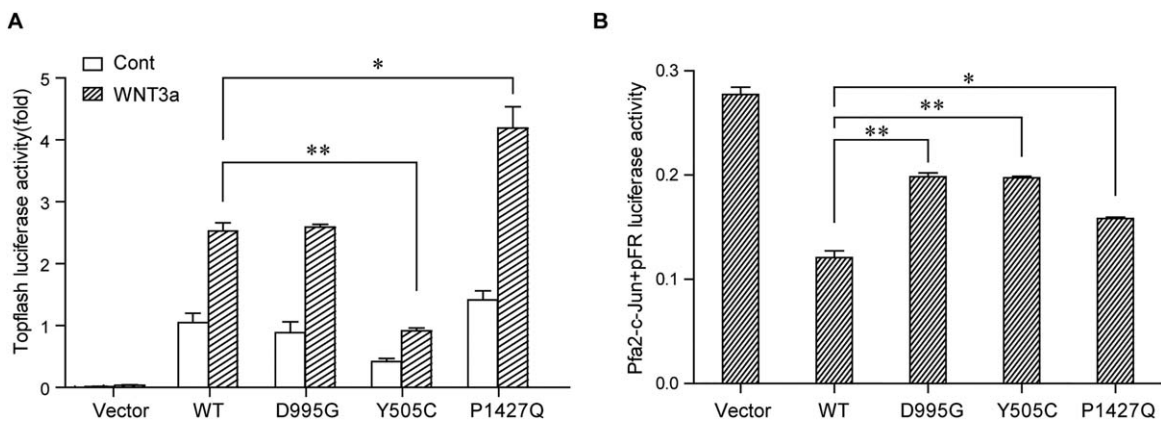 A
Cont
WNT3a
Topflash luciferase activity(fold)
5
4
3
2
1
0
*
**
Vector WT D995G Y505C P1427Q
B
Pfa2-c-Jun+pFR luciferase activity
0.3
0.2
0.1
0.0
*
**
**
Vector WT D995G Y505C P1427Q